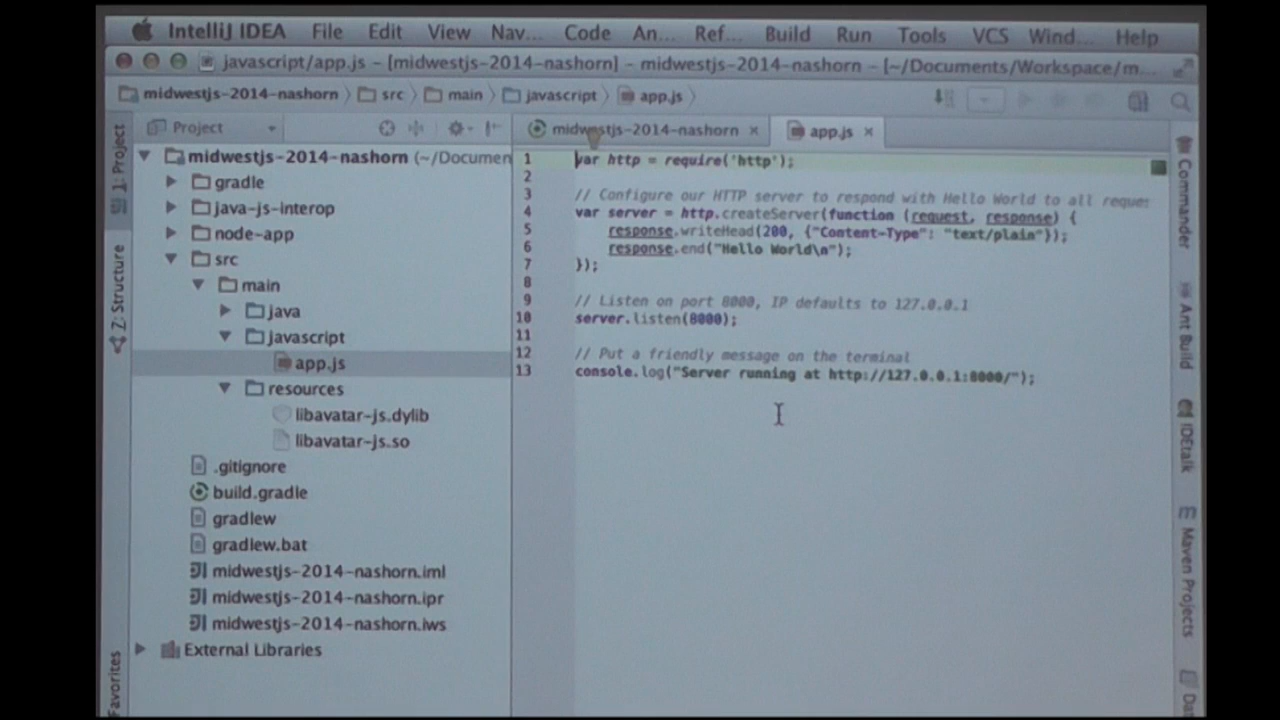 IntelliJ IDEA File Edit View Nav... Code An... Ref... Build Run Tools VCS Wind... Help
javascript/app.js - [midwestjs-2014-nashorn] - midwestjs-2014-nashorn - [~/Documents/Workspace/m...
midwestjs-2014-nashorn src main javascript app.js
Project
midwestjs-2014-nashorn app.js
1: Project
Z: Structure
Favorites
midwestjs-2014-nashorn (~/Documen
gradle
java-js-interop
node-app
src
main
java
javascript
app.js
resources
libavatar-js.dylib
libavatar-js.so
.gitignore
build.gradle
gradlew
gradlew.bat
midwestjs-2014-nashorn.iml
midwestjs-2014-nashorn.ipr
midwestjs-2014-nashorn.iws
External Libraries
1 var http = require('http');
2
3 // Configure our HTTP server to respond with Hello World to all reques
4 var server = http.createServer(function (request, response) {
5 response.writeHead(200, {"Content-Type": "text/plain"});
6 response.end("Hello World\n");
7 });
8
9 // Listen on port 8000, IP defaults to 127.0.0.1
10 server.listen(8000);
11
12 // Put a friendly message on the terminal
13 console.log("Server running at http://127.0.0.1:8000/");
Commander
Ant Build
IDEtalk
Maven Projects
Da